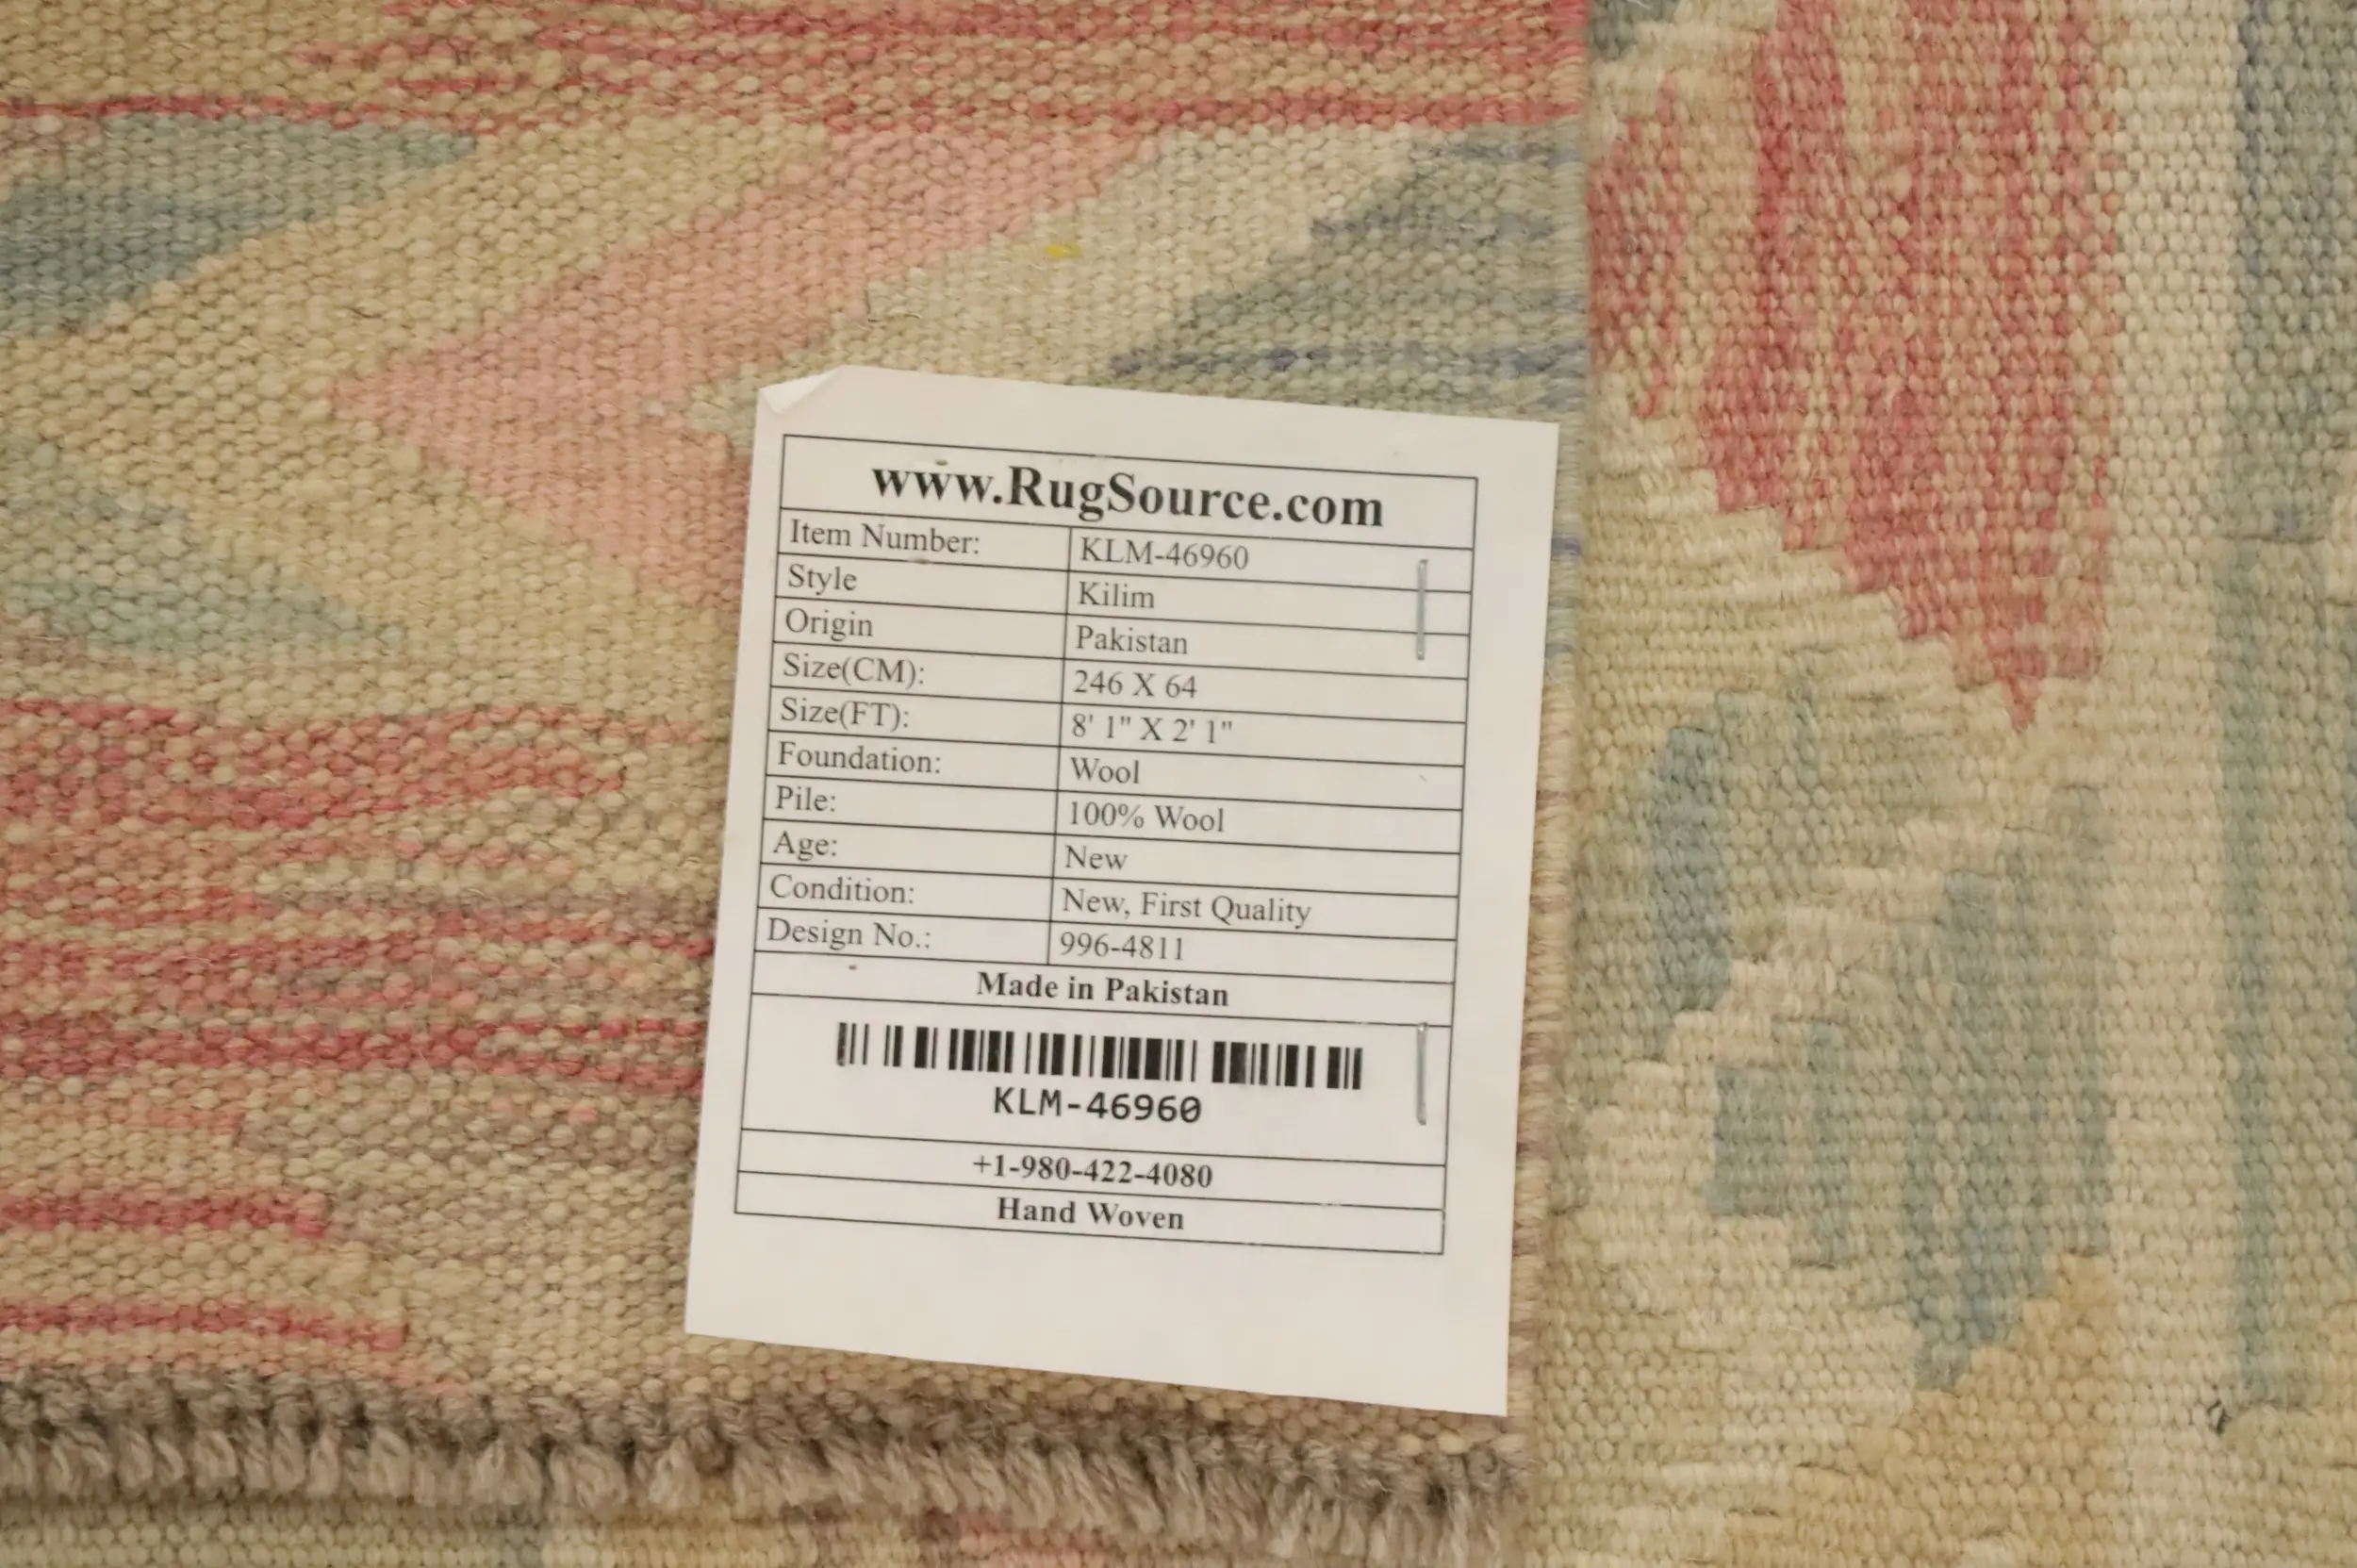 www.RugSource.com
Item Number: KLM-46960
Style Kilim
Origin Pakistan
Size(CM): 246 X 64
Size(FT): 8' 1" X 2' 1"
Foundation: Wool
Pile: 100% Wool
Age: New
Condition: New, First Quality
Design No.: 996-4811
Made in Pakistan
KLM-46960
+1-980-422-4080
Hand Woven